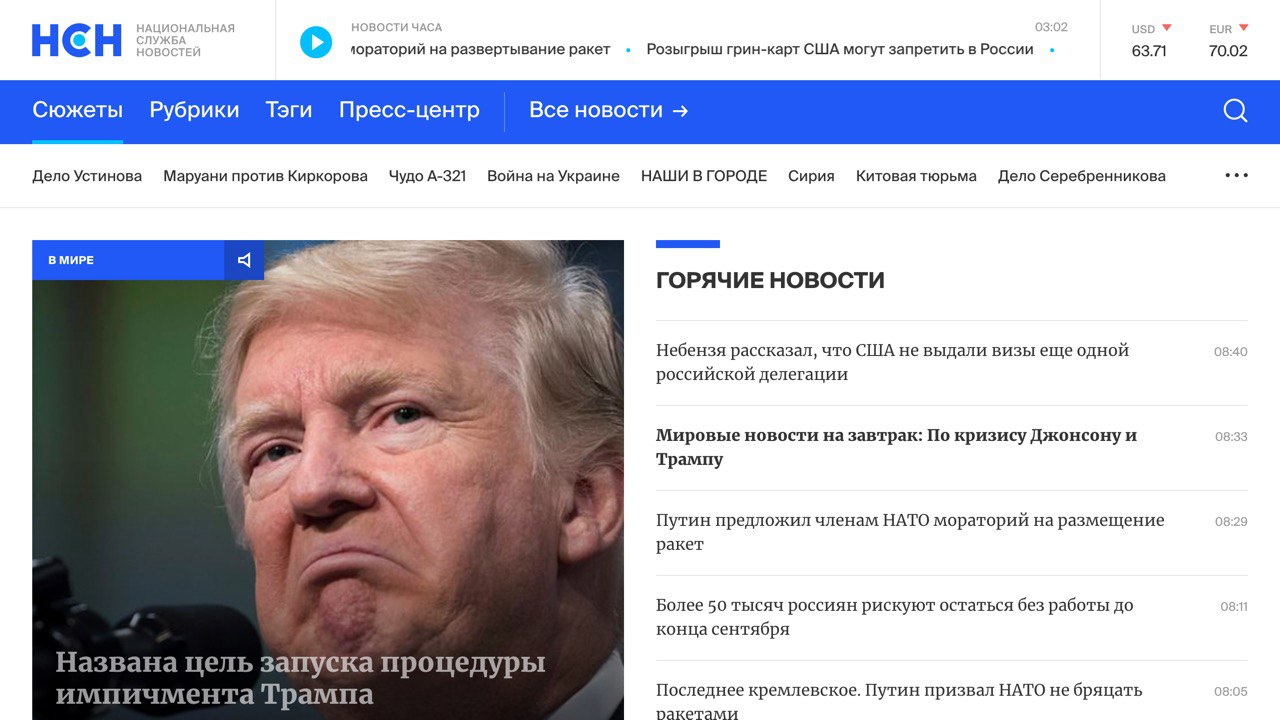 НСН
НАЦИОНАЛЬНАЯ
СЛУЖБА
НОВОСТЕЙ
НОВОСТИ ЧАСА
03:02
мораторий на развертывание ракет • Розыгрыш грин-карт США могут запретить в России •
USD
63.71
EUR
70.02
Сюжеты Рубрики Тэги Пресс-центр Все новости →
Дело Устинова Маруани против Киркорова Чудо А-321 Война на Украине НАШИ В ГОРОДЕ Сирия Китовая тюрьма Дело Серебренникова
В МИРЕ
Названа цель запуска процедуры
импичмента Трампа
ГОРЯЧИЕ НОВОСТИ
Небензя рассказал, что США не выдали визы еще одной
российской делегации
08:40
Мировые новости на завтрак: По кризису Джонсону и
Трампу
08:33
Путин предложил членам НАТО мораторий на размещение
ракет
08:29
Более 50 тысяч россиян рискуют остаться без работы до
конца сентября
08:11
Последнее кремлевское. Путин призвал НАТО не бряцать
ракетами
08:05